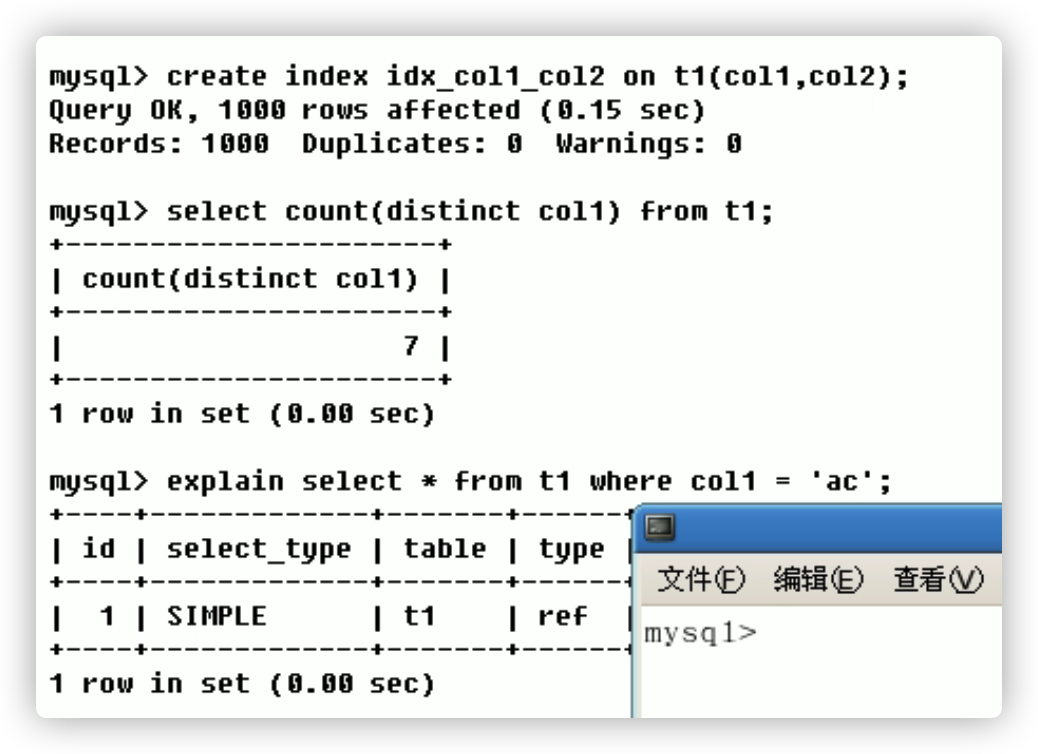 mysql> create index idx_col1_col2 on t1(col1,col2);
Query OK, 1000 rows affected (0.15 sec)
Records: 1000  Duplicates: 0  Warnings: 0
mysql> select count(distinct col1) from t1;
+----------------------+
| count(distinct col1) |
+----------------------+
|                    7 |
+----------------------+
1 row in set (0.00 sec)
mysql> explain select * from t1 where col1 = 'ac';
+----+-------------+-------+------+
| id | select_type | table | type |
+----+-------------+-------+------+
|  1 | SIMPLE      | t1    | ref  |
+----+-------------+-------+------+
1 row in set (0.00 sec)
文件(F) 编辑(E) 查看(V)
mysql>